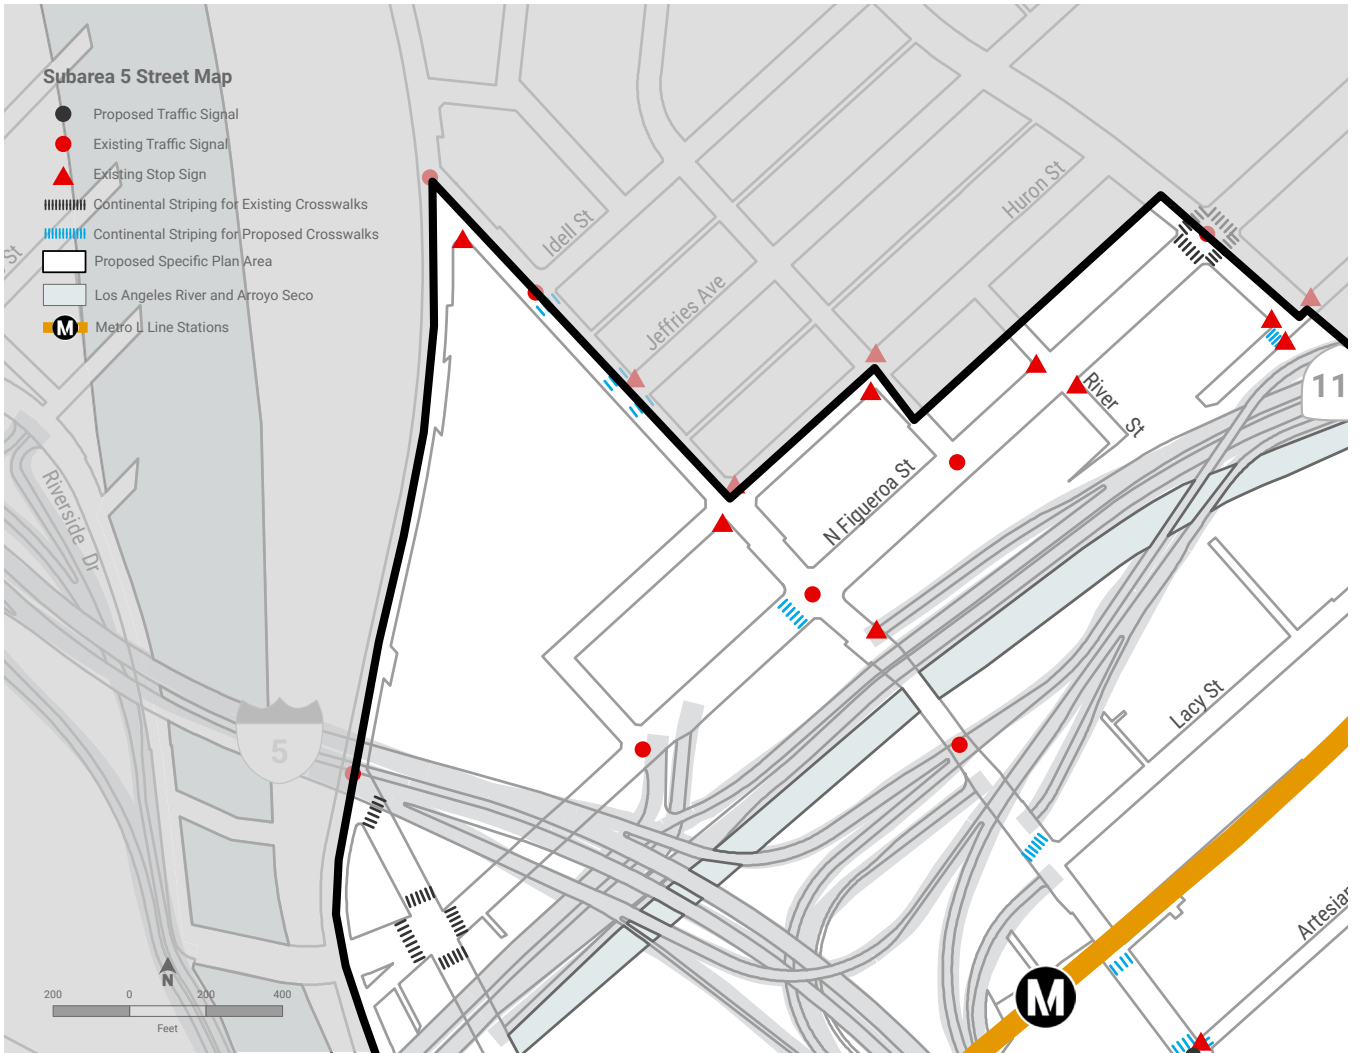 Subarea 5 Street Map
Proposed Traffic Signal
Existing Traffic Signal
Existing Stop Sign
Continental Striping for Existing Crosswalks
Continental Striping for Proposed Crosswalks
Proposed Specific Plan Area
Los Angeles River and Arroyo Seco
M Metro L Line Stations
St
Idell St
Huron St
Jeffries Ave
River St
11
N Figueroa St
Riverside Dr
Lacy St
5
Artesian
M
N
200 0 200 400
Feet